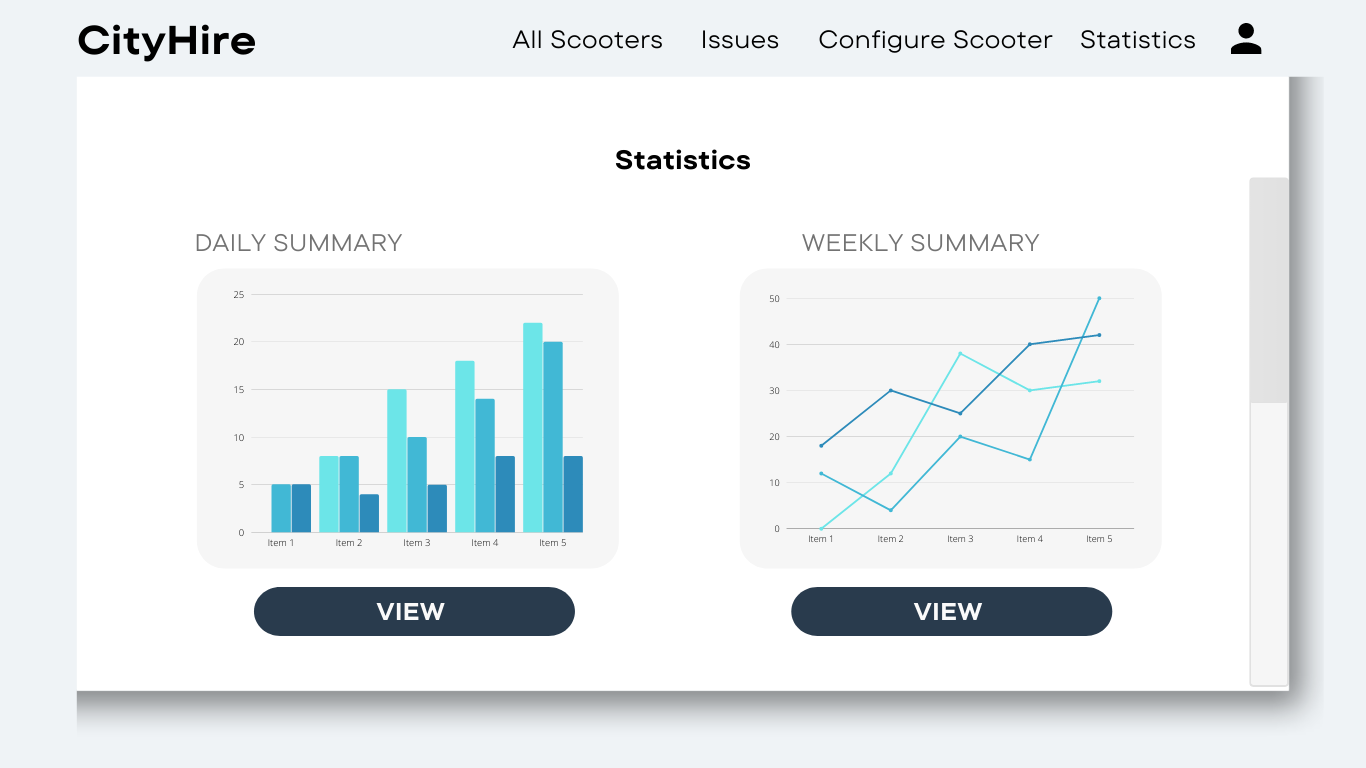 CityHire
All Scooters Issues Configure Scooter Statistics
Statistics
DAILY SUMMARY
25
20
15
10
5
0
Item 1 Item 2 Item 3 Item 4 Item 5
VIEW
WEEKLY SUMMARY
50
40
30
20
10
0
Item 1 Item 2 Item 3 Item 4 Item 5
VIEW